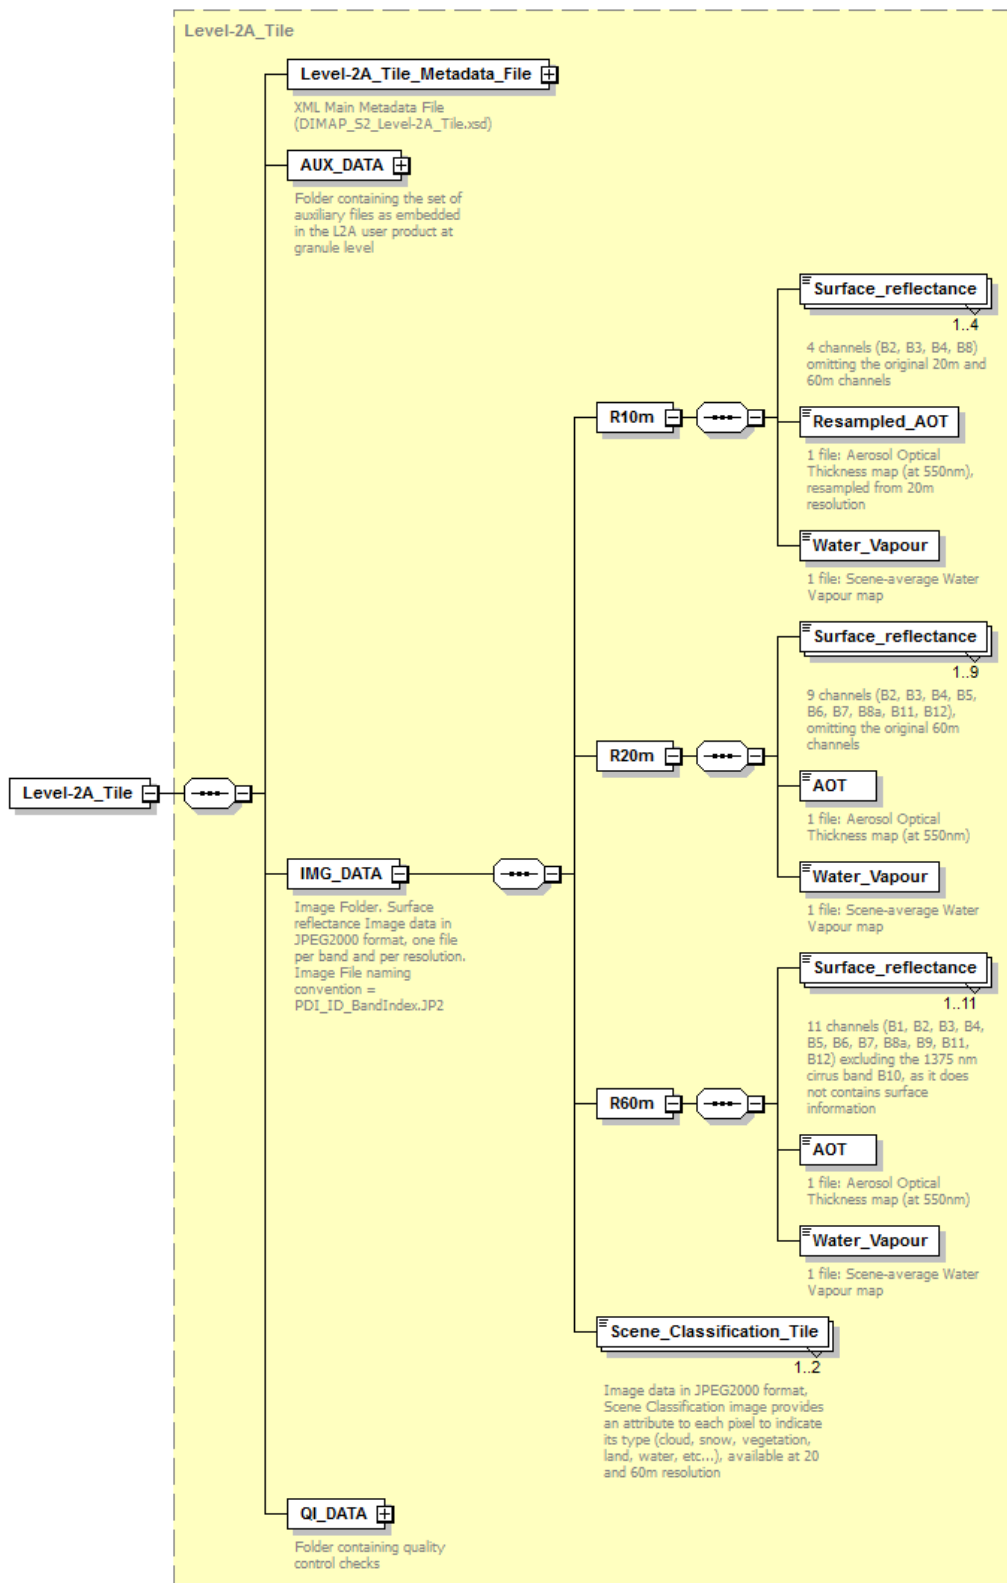 Level-2A_Tile
Level-2A_Tile_Metadata_File
XML Main Metadata File
(DIMAP_S2_Level-2A_Tile.xsd)
AUX_DATA
Folder containing the set of
auxiliary files as embedded
in the L2A user product at
granule level
Surface_reflectance
1..4
4 channels (B2, B3, B4, B8)
omitting the original 20m and
60m channels
R10m
Resampled_AOT
1 file: Aerosol Optical
Thickness map (at 550nm),
resampled from 20m
resolution
Water_Vapour
1 file: Scene-average Water
Vapour map
Surface_reflectance
1..9
9 channels (B2, B3, B4, B5,
B6, B7, B8a, B11, B12),
omitting the original 60m
channels
R20m
AOT
1 file: Aerosol Optical
Thickness map (at 550nm)
Level-2A_Tile
IMG_DATA
Image Folder. Surface
reflectance Image data in
JPEG2000 format, one file
per band and per resolution.
Image File naming
convention =
PDI_ID_BandIndex.JP2
Water_Vapour
1 file: Scene-average Water
Vapour map
Surface_reflectance
1..11
11 channels (B1, B2, B3, B4,
B5, B6, B7, B8a, B9, B11,
B12) excluding the 1375 nm
cirrus band B10, as it does
not contains surface
information
R60m
AOT
1 file: Aerosol Optical
Thickness map (at 550nm)
Water_Vapour
1 file: Scene-average Water
Vapour map
Scene_Classification_Tile
1..2
Image data in JPEG2000 format,
Scene Classification image provides
an attribute to each pixel to indicate
its type (cloud, snow, vegetation,
land, water, etc...), available at 20
and 60m resolution
QI_DATA
Folder containing quality
control checks